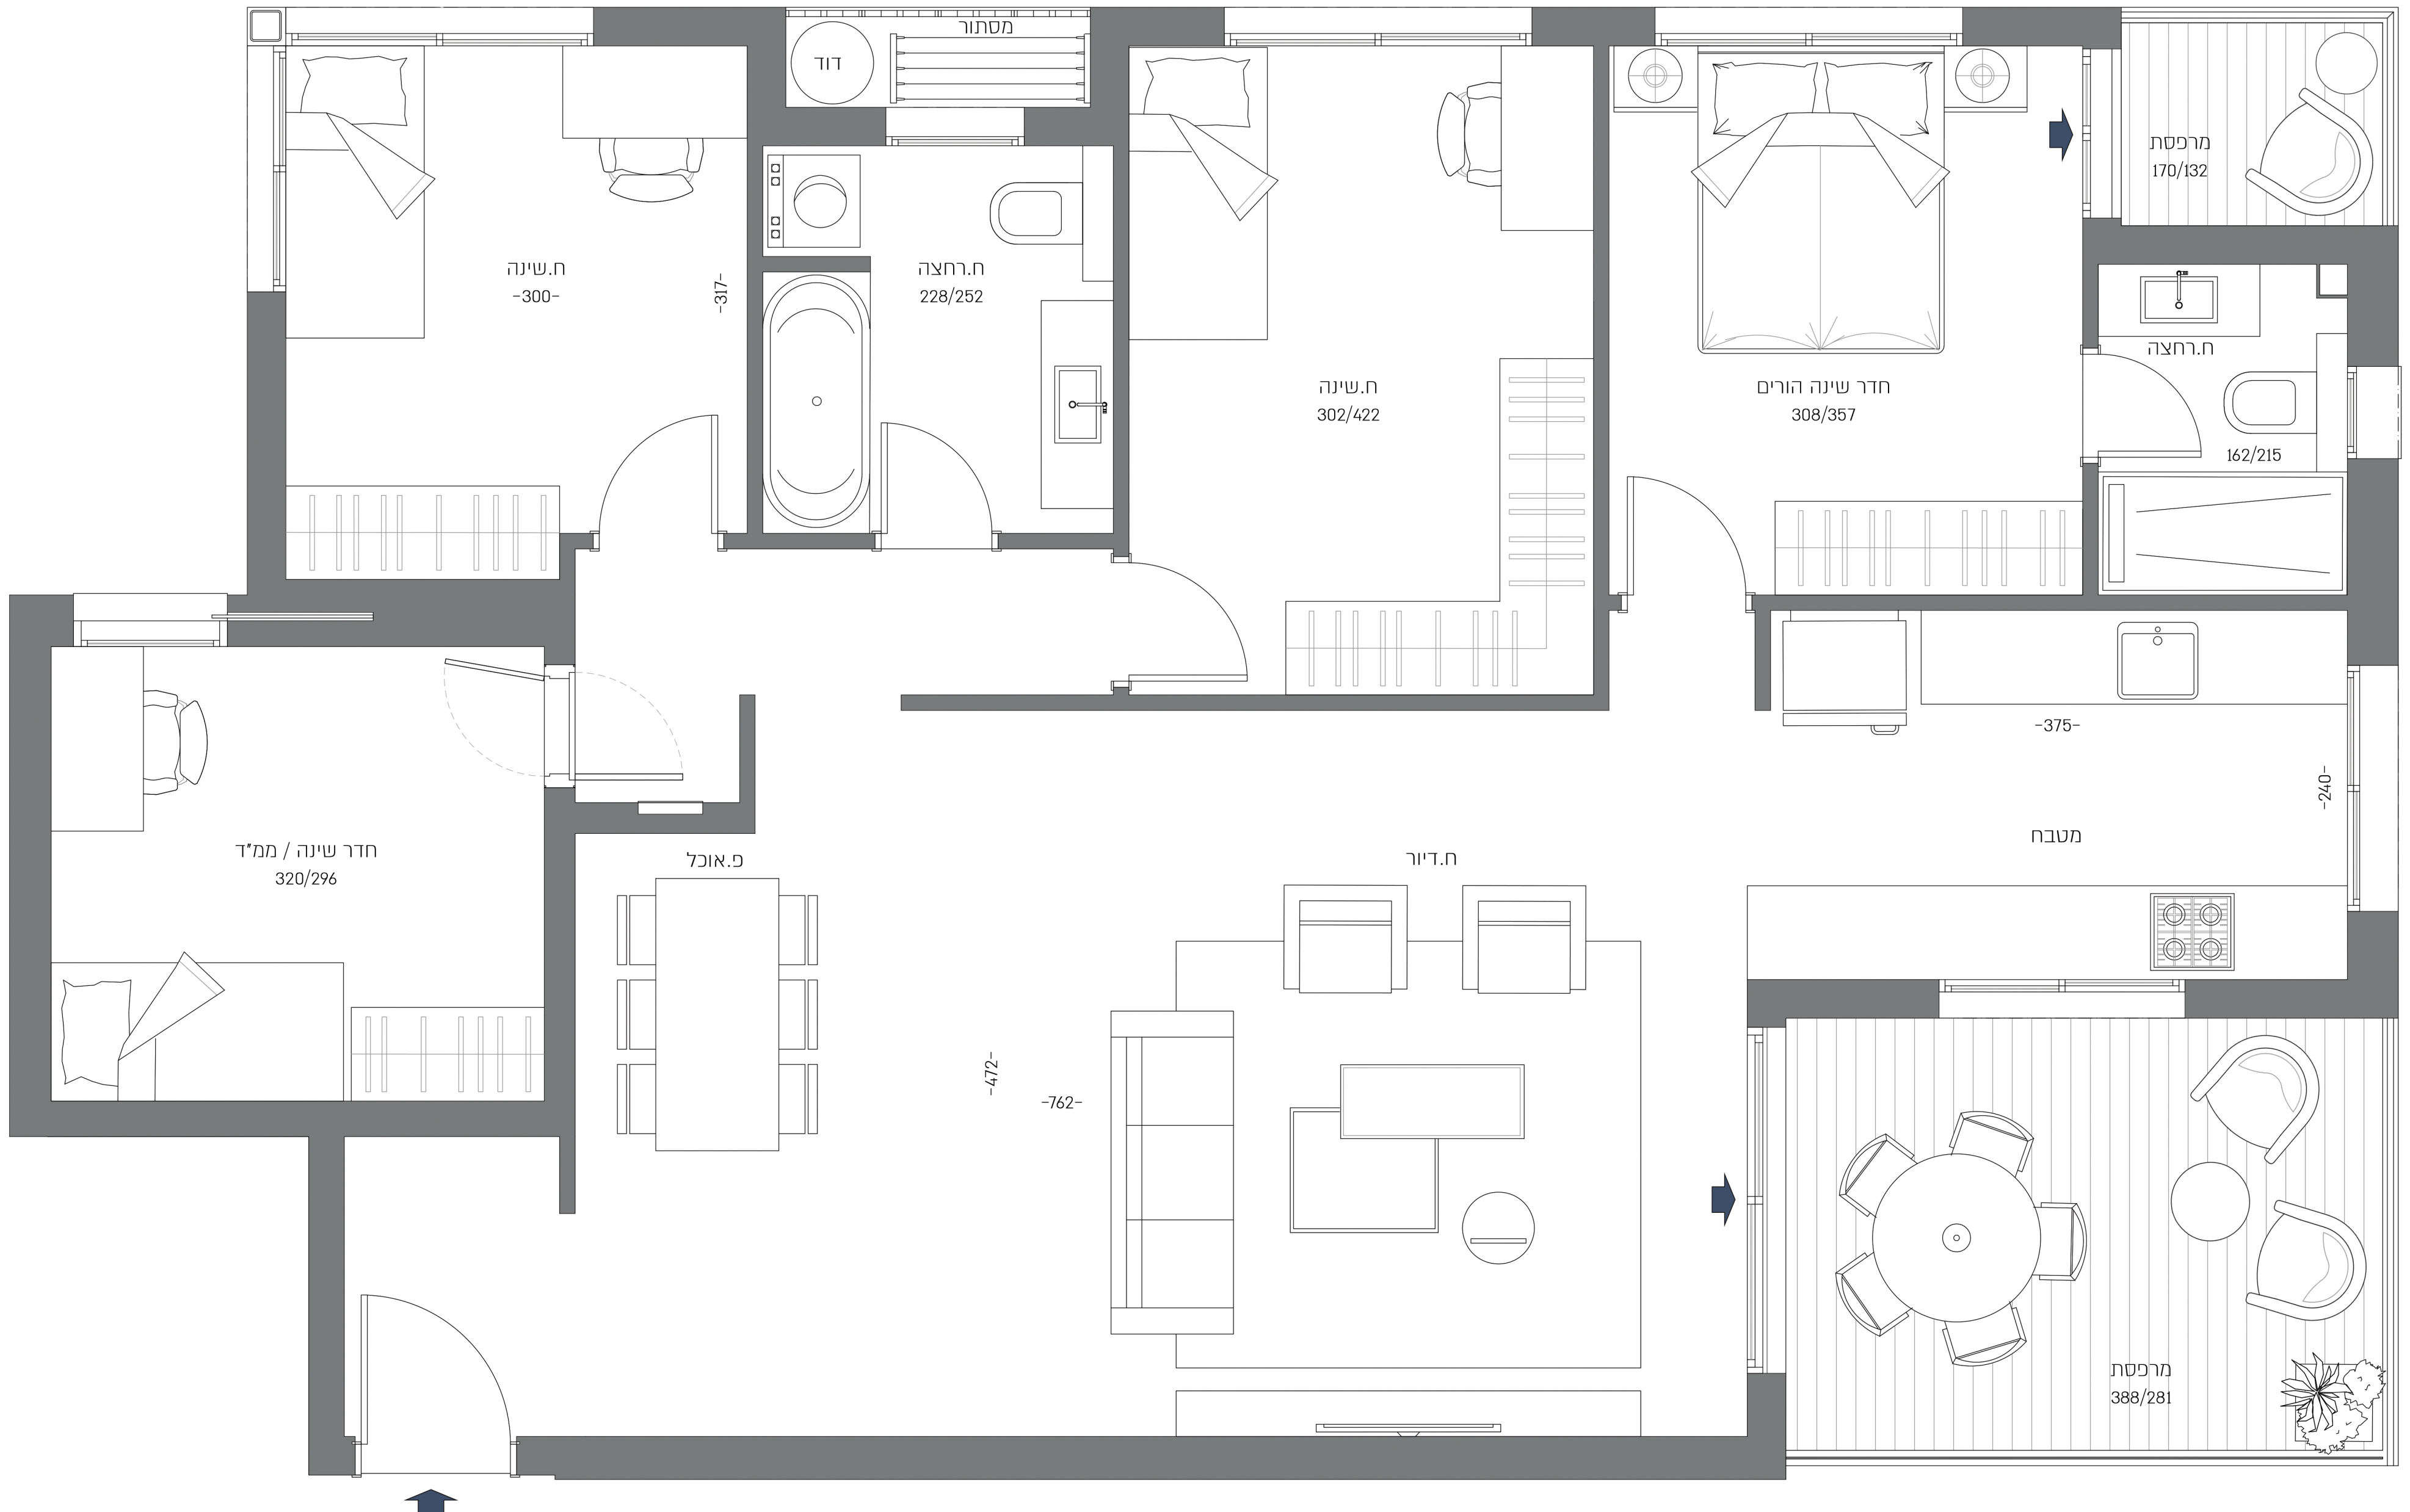 מסתור
דוד
מרפסת
170/132
ח.שינה
-300-
-317-
ח.רחצה
228/252
ח.שינה
302/422
חדר שינה הורים
308/357
ח.רחצה
162/215
-375-
-240-
מטבח
חדר שינה / ממ"ד
320/296
פ.אוכל
ח.דיור
-472-
-762-
מרפסת
388/281